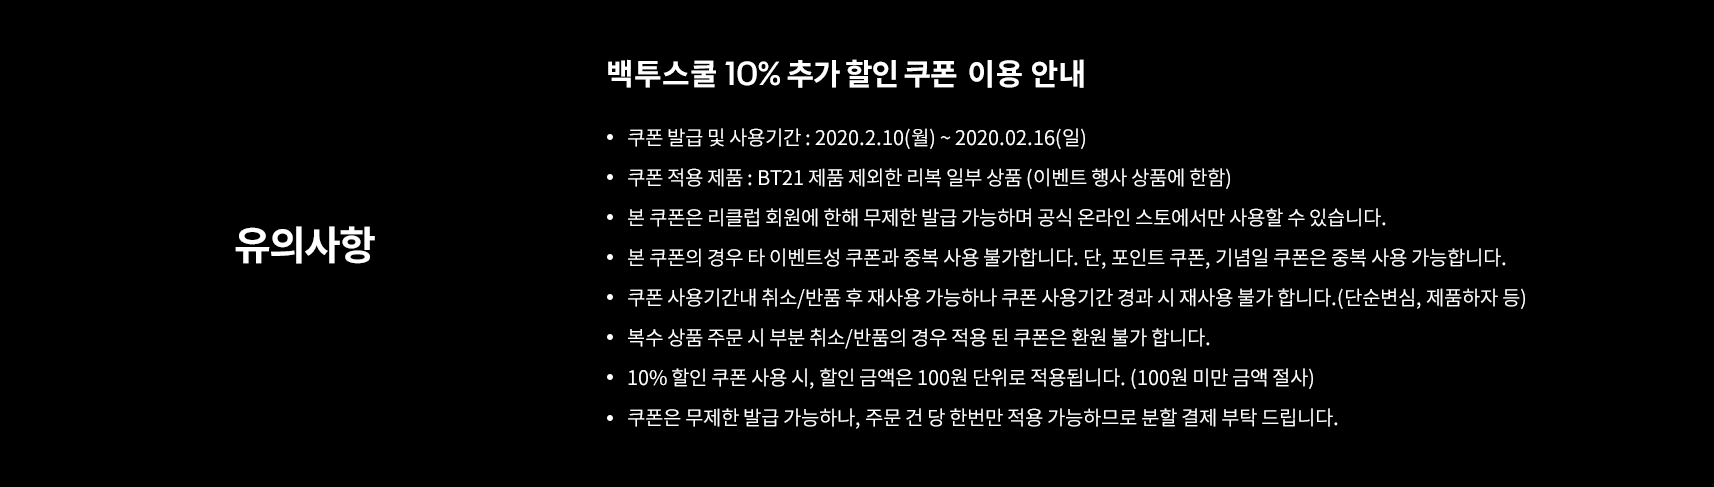 백투스쿨 10% 추가 할인 쿠폰 이용 안내
• 쿠폰 발급 및 사용기간 : 2020.2.10(월) ~ 2020.02.16(일)
• 쿠폰 적용 제품 : BT21 제품 제외한 리복 일부 상품 (이벤트 행사 상품에 한함)
• 본 쿠폰은 리클럽 회원에 한해 무제한 발급 가능하며 공식 온라인 스토에서만 사용할 수 있습니다.
유의사항
• 본 쿠폰의 경우 타 이벤트성 쿠폰과 중복 사용 불가합니다. 단, 포인트 쿠폰, 기념일 쿠폰은 중복 사용 가능합니다.
• 쿠폰 사용기간내 취소/반품 후 재사용 가능하나 쿠폰 사용기간 경과 시 재사용 불가 합니다.(단순변심, 제품하자 등)
• 복수 상품 주문 시 부분 취소/반품의 경우 적용 된 쿠폰은 환원 불가 합니다.
• 10% 할인 쿠폰 사용 시, 할인 금액은 100원 단위로 적용됩니다. (100원 미만 금액 절사)
• 쿠폰은 무제한 발급 가능하나, 주문 건 당 한번만 적용 가능하므로 분할 결제 부탁 드립니다.